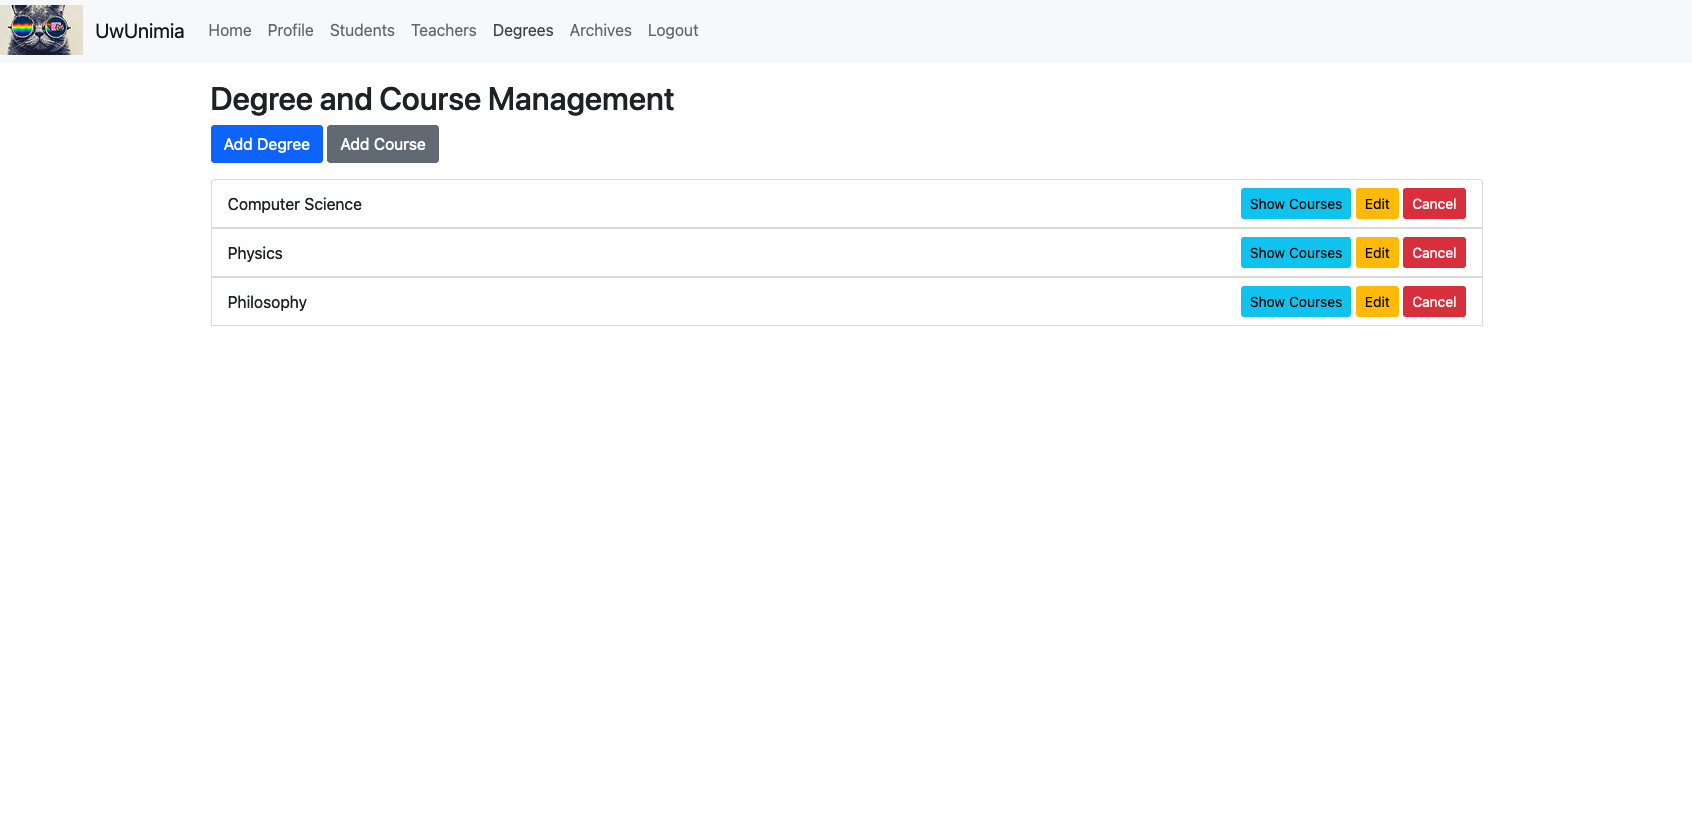 UwUnimia Home Profile Students Teachers Degrees Archives Logout
Degree and Course Management
Add Degree Add Course
Computer Science Show Courses Edit Cancel
Physics Show Courses Edit Cancel
Philosophy Show Courses Edit Cancel